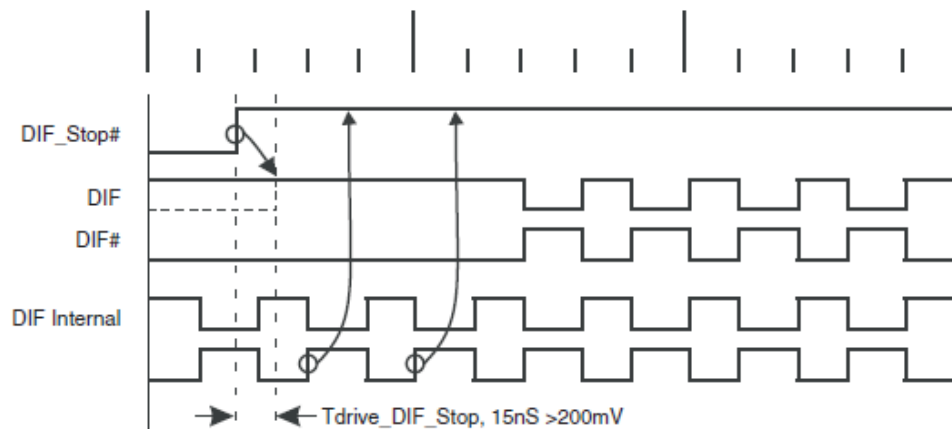 DIF_Stop#
DIF
DIF#
DIF Internal
Tdrive_DIF_Stop, 15nS >200mV